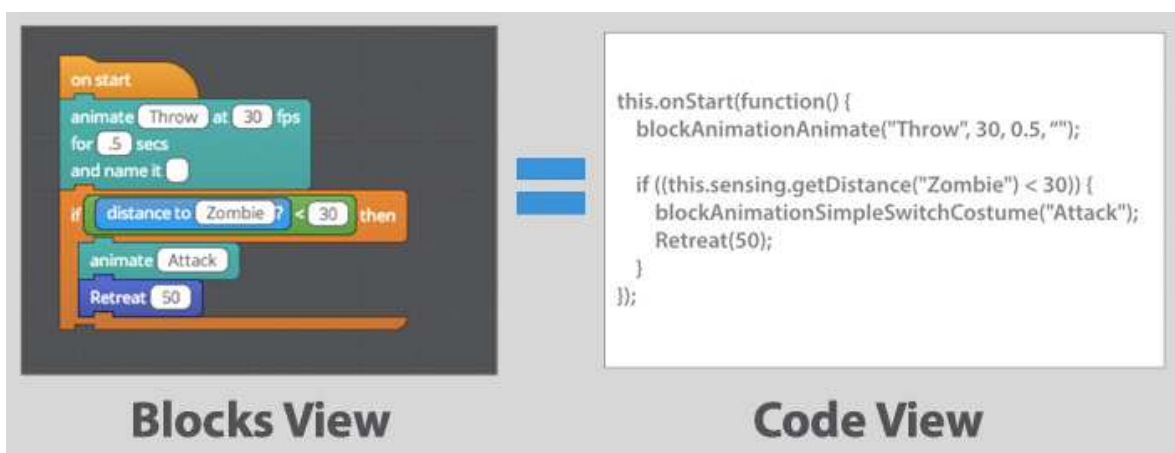 on start
animate Throw at 30 fps
for .5 secs
and name it
if distance to Zombie ? < 30 then
animate Attack
Retreat 50
Blocks View
=
this.onStart(function() {
blockAnimationAnimate("Throw", 30, 0.5, “");
if ((this.sensing.getDistance("Zombie") < 30)) {
blockAnimationSimpleSwitchCostume("Attack");
Retreat(50);
}
});
Code View